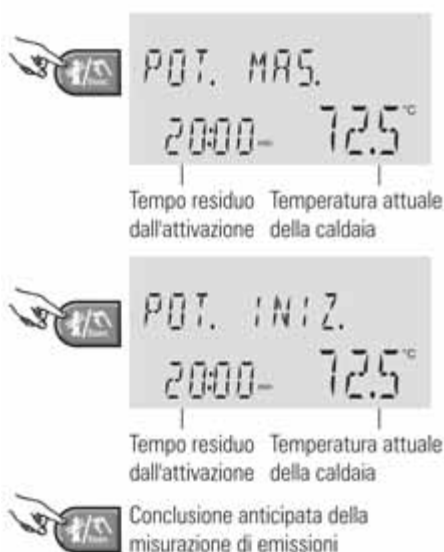 POT. MAS.
20:00 72.5 °C
Tempo residuo Temperatura attuale
dall'attivazione della caldaia
POT. INIZ.
20:00 72.5 °C
Tempo residuo Temperatura attuale
dall'attivazione della caldaia
Conclusione anticipata della
misurazione di emissioni